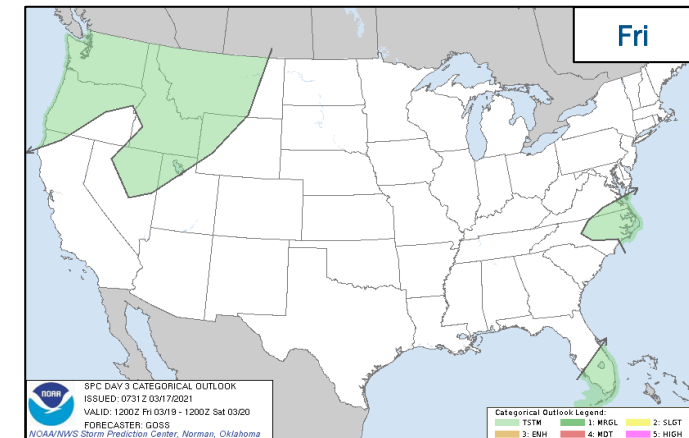 Fri
NOAA
SPC DAY 3 CATEGORICAL OUTLOOK
ISSUED: 0731Z 03/17/2021
VALID: 1200Z Fri 03/19 - 1200Z Sat 03/20
FORECASTER: GOSS
NOAA/NWS Storm Prediction Center, Norman, Oklahoma
Categorical Outlook Legend:
TSTM 1: MRGL 2: SLGT
3: ENH 4: MDT 5: HIGH